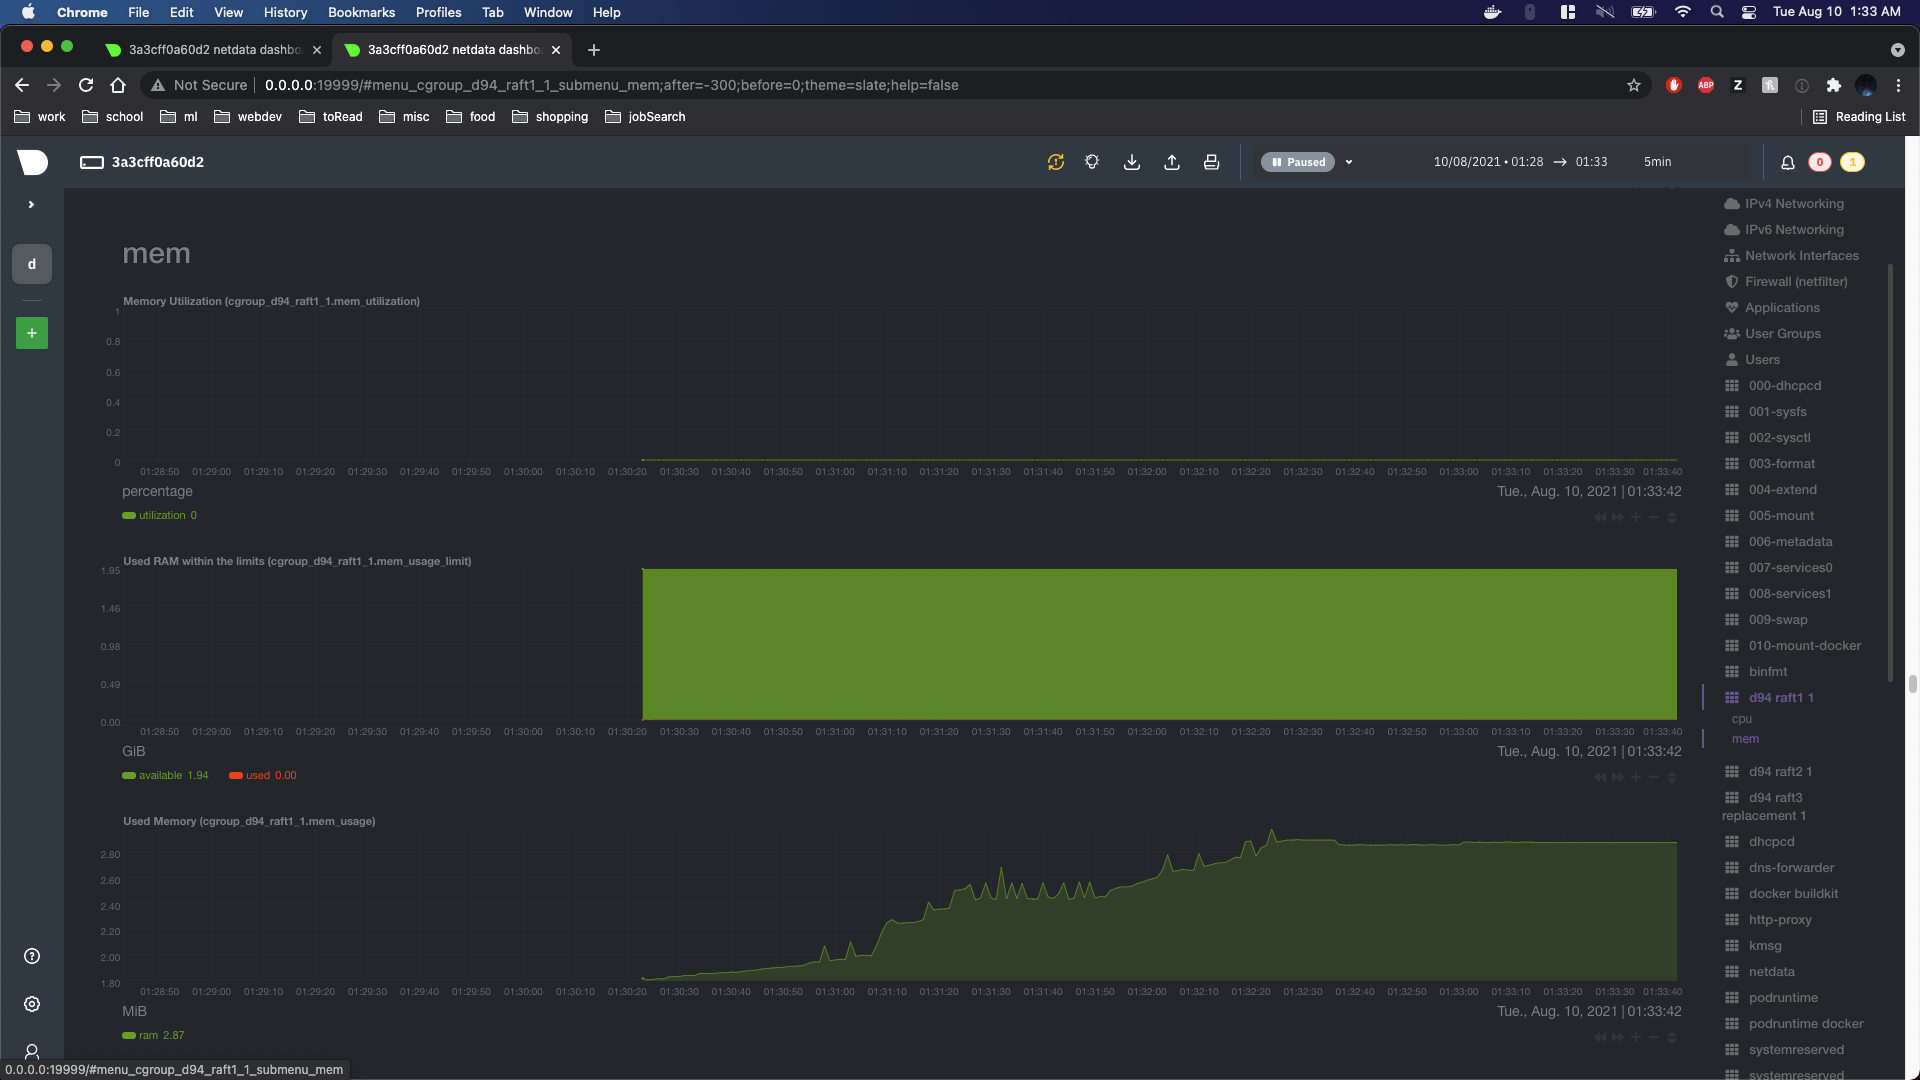 Chrome File Edit View History Bookmarks Profiles Tab Window Help Tue Aug 10 1:33 AM
3a3cff0a60d2 netdata dashbo 3a3cff0a60d2 netdata dashbo
Not Secure 0.0.0.0:19999/#menu_cgroup_d94_raft1_1_submenu_mem;after=-300;before=0;theme=slate;help=false ABP Z
work school ml webdev toRead misc food shopping jobSearch Reading List
3a3cff0a60d2 Paused 10/08/2021 • 01:28 → 01:33 5min 0 1
d
+
mem
Memory Utilization (cgroup_d94_raft1_1.mem_utilization)
1
0.8
0.6
0.4
0.2
0
01:28:50 01:29:00 01:29:10 01:29:20 01:29:30 01:29:40 01:29:50 01:30:00 01:30:10 01:30:20 01:30:30 01:30:40 01:30:50 01:31:00 01:31:10 01:31:20 01:31:30 01:31:40 01:31:50 01:32:00 01:32:10 01:32:20 01:32:30 01:32:40 01:32:50 01:33:00 01:33:10 01:33:20 01:33:30 01:33:40
percentage Tue., Aug. 10, 2021 | 01:33:42
utilization 0
Used RAM within the limits (cgroup_d94_raft1_1.mem_usage_limit)
1.95
1.46
0.98
0.49
0.00
01:28:50 01:29:00 01:29:10 01:29:20 01:29:30 01:29:40 01:29:50 01:30:00 01:30:10 01:30:20 01:30:30 01:30:40 01:30:50 01:31:00 01:31:10 01:31:20 01:31:30 01:31:40 01:31:50 01:32:00 01:32:10 01:32:20 01:32:30 01:32:40 01:32:50 01:33:00 01:33:10 01:33:20 01:33:30 01:33:40
GiB Tue., Aug. 10, 2021 | 01:33:42
available 1.94 used 0.00
Used Memory (cgroup_d94_raft1_1.mem_usage)
2.80
2.60
2.40
2.20
2.00
1.80
01:28:50 01:29:00 01:29:10 01:29:20 01:29:30 01:29:40 01:29:50 01:30:00 01:30:10 01:30:20 01:30:30 01:30:40 01:30:50 01:31:00 01:31:10 01:31:20 01:31:30 01:31:40 01:31:50 01:32:00 01:32:10 01:32:20 01:32:30 01:32:40 01:32:50 01:33:00 01:33:10 01:33:20 01:33:30 01:33:40
MiB Tue., Aug. 10, 2021 | 01:33:42
ram 2.87
IPv4 Networking
IPv6 Networking
Network Interfaces
Firewall (netfilter)
Applications
User Groups
Users
000-dhcpcd
001-sysfs
002-sysctl
003-format
004-extend
005-mount
006-metadata
007-services0
008-services1
009-swap
010-mount-docker
binfmt
d94 raft1 1
cpu
mem
d94 raft2 1
d94 raft3
replacement 1
dhcpcd
dns-forwarder
docker buildkit
http-proxy
kmsg
netdata
podruntime
podruntime docker
systemreserved
systemreserved
0.0.0.0:19999/#menu_cgroup_d94_raft1_1_submenu_mem